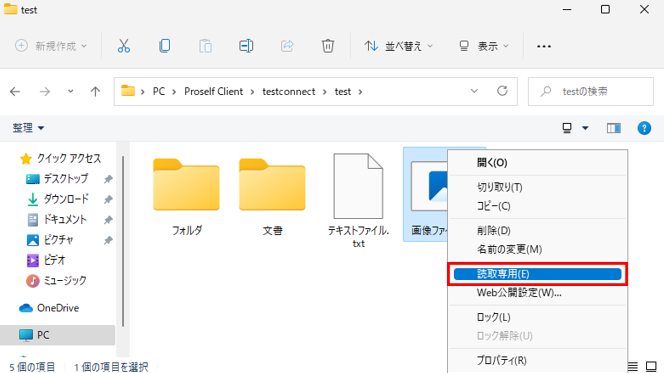 test
新規作成
並べ替え
表示
PC > Proself Client > testconnect > test >
testの検索
整理
クイック アクセス
デスクトップ
ダウンロード
ドキュメント
ピクチャ
ビデオ
ミュージック
OneDrive
PC
フォルダ
文書
テキストファイル.
txt
画像ファ
開く(O)
切り取り(T)
コピー(C)
削除(D)
名前の変更(M)
読取専用(E)
Web公開設定(W)...
ロック(L)
ロック解除(U)
プロパティ(R)
5 個の項目
1 個の項目を選択